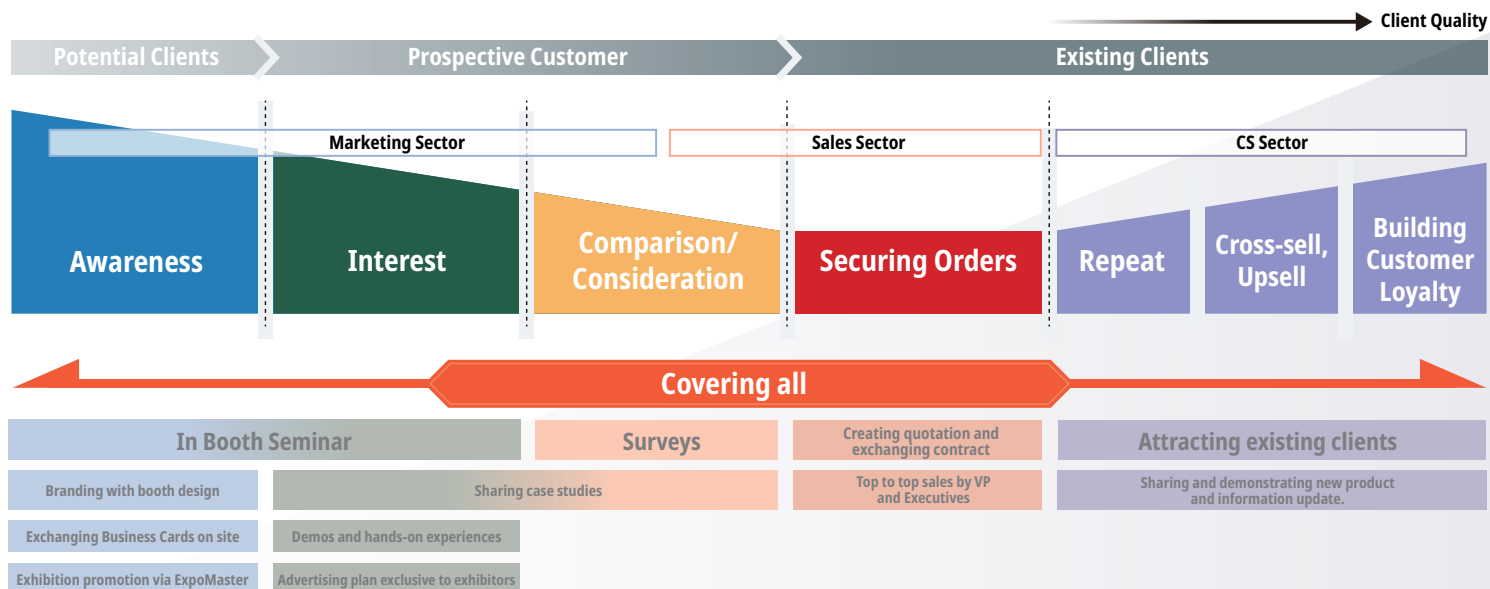 Client Quality
Potential Clients
Prospective Customer
Existing Clients
Marketing Sector
Sales Sector
CS Sector
Awareness
Interest
Comparison/
Consideration
Securing Orders
Repeat
Cross-sell,
Upsell
Building
Customer
Loyalty
Covering all
In Booth Seminar
Surveys
Creating quotation and
exchanging contract
Attracting existing clients
Branding with booth design
Sharing case studies
Top to top sales by VP
and Executives
Sharing and demonstrating new product
and information update.
Exchanging Business Cards on site
Demos and hands-on experiences
Exhibition promotion via ExpoMaster
Advertising plan exclusive to exhibitors